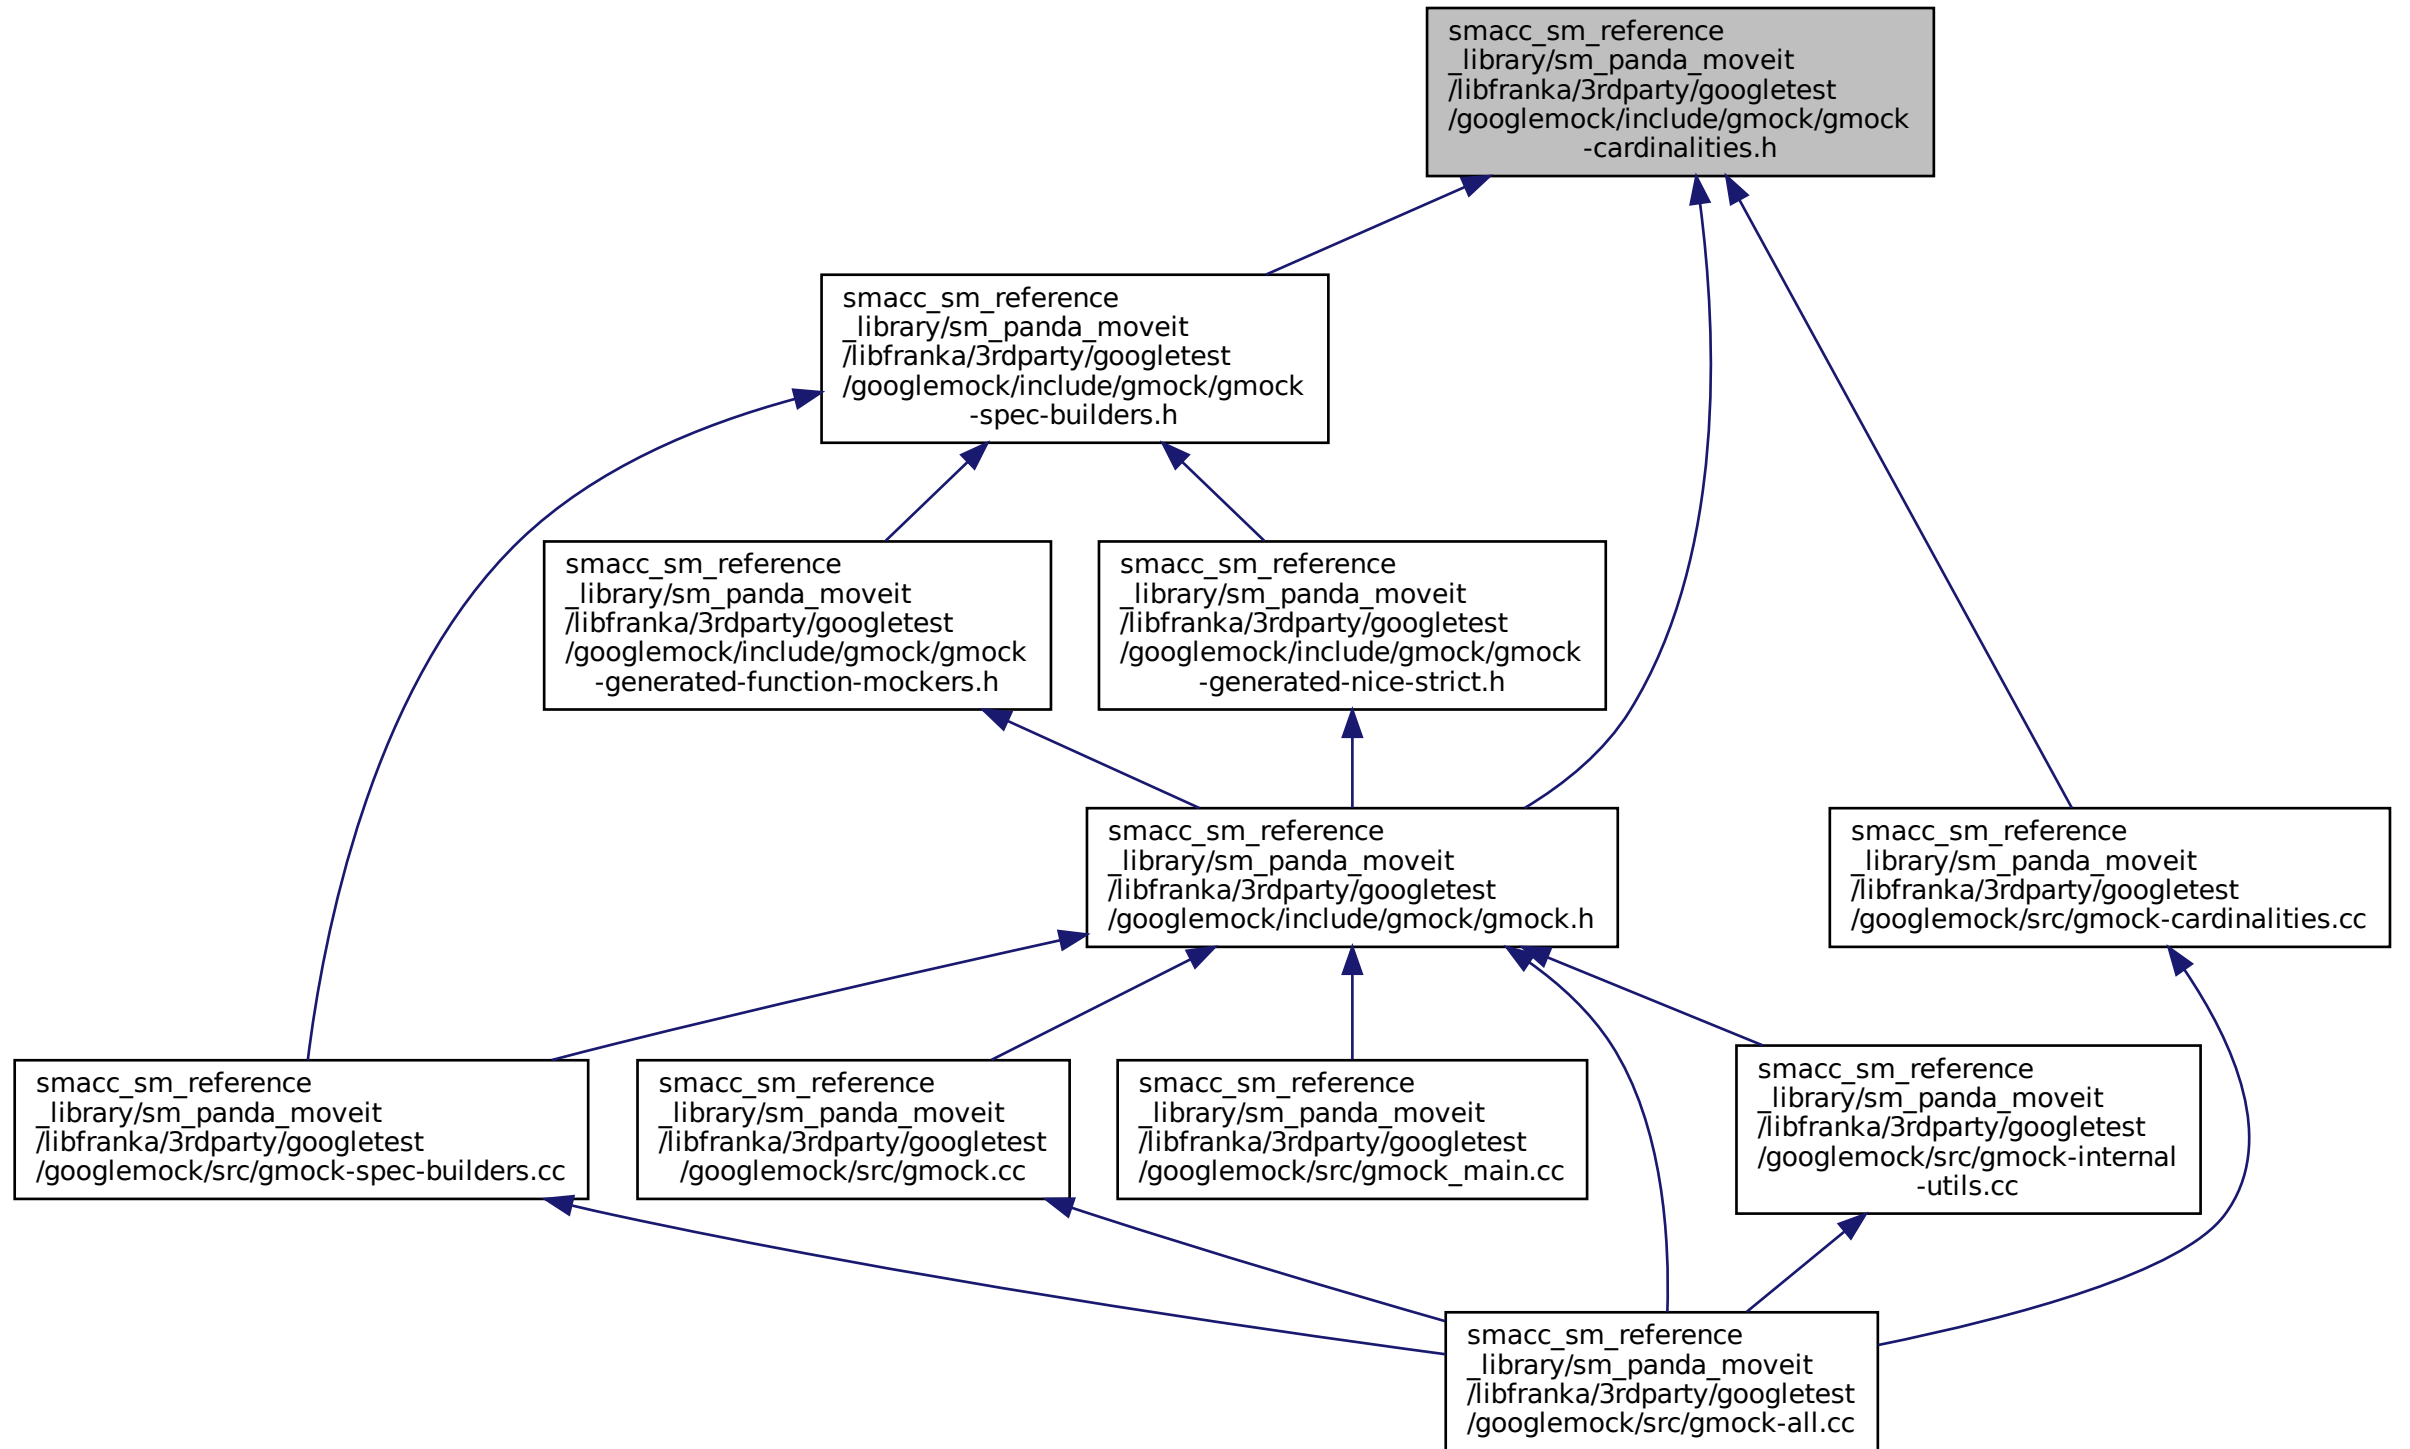 smacc_sm_reference
_library/sm_panda_moveit
/libfranka/3rdparty/googletest
/googlemock/include/gmock/gmock
-cardinalities.h
smacc_sm_reference
_library/sm_panda_moveit
/libfranka/3rdparty/googletest
/googlemock/include/gmock/gmock
-spec-builders.h
smacc_sm_reference
_library/sm_panda_moveit
/libfranka/3rdparty/googletest
/googlemock/include/gmock/gmock
-generated-function-mockers.h
smacc_sm_reference
_library/sm_panda_moveit
/libfranka/3rdparty/googletest
/googlemock/include/gmock/gmock
-generated-nice-strict.h
smacc_sm_reference
_library/sm_panda_moveit
/libfranka/3rdparty/googletest
/googlemock/include/gmock/gmock.h
smacc_sm_reference
_library/sm_panda_moveit
/libfranka/3rdparty/googletest
/googlemock/src/gmock-cardinalities.cc
smacc_sm_reference
_library/sm_panda_moveit
/libfranka/3rdparty/googletest
/googlemock/src/gmock-spec-builders.cc
smacc_sm_reference
_library/sm_panda_moveit
/libfranka/3rdparty/googletest
/googlemock/src/gmock.cc
smacc_sm_reference
_library/sm_panda_moveit
/libfranka/3rdparty/googletest
/googlemock/src/gmock_main.cc
smacc_sm_reference
_library/sm_panda_moveit
/libfranka/3rdparty/googletest
/googlemock/src/gmock-internal
-utils.cc
smacc_sm_reference
_library/sm_panda_moveit
/libfranka/3rdparty/googletest
/googlemock/src/gmock-all.cc